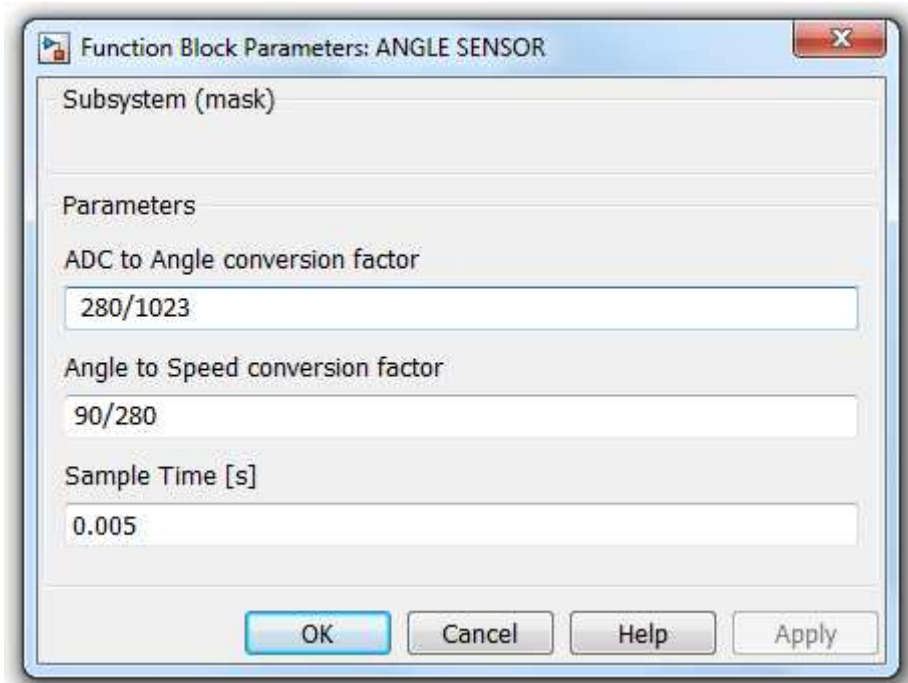 Function Block Parameters: ANGLE SENSOR
Subsystem (mask)
Parameters
ADC to Angle conversion factor
280/1023
Angle to Speed conversion factor
90/280
Sample Time [s]
0.005
OK Cancel Help Apply